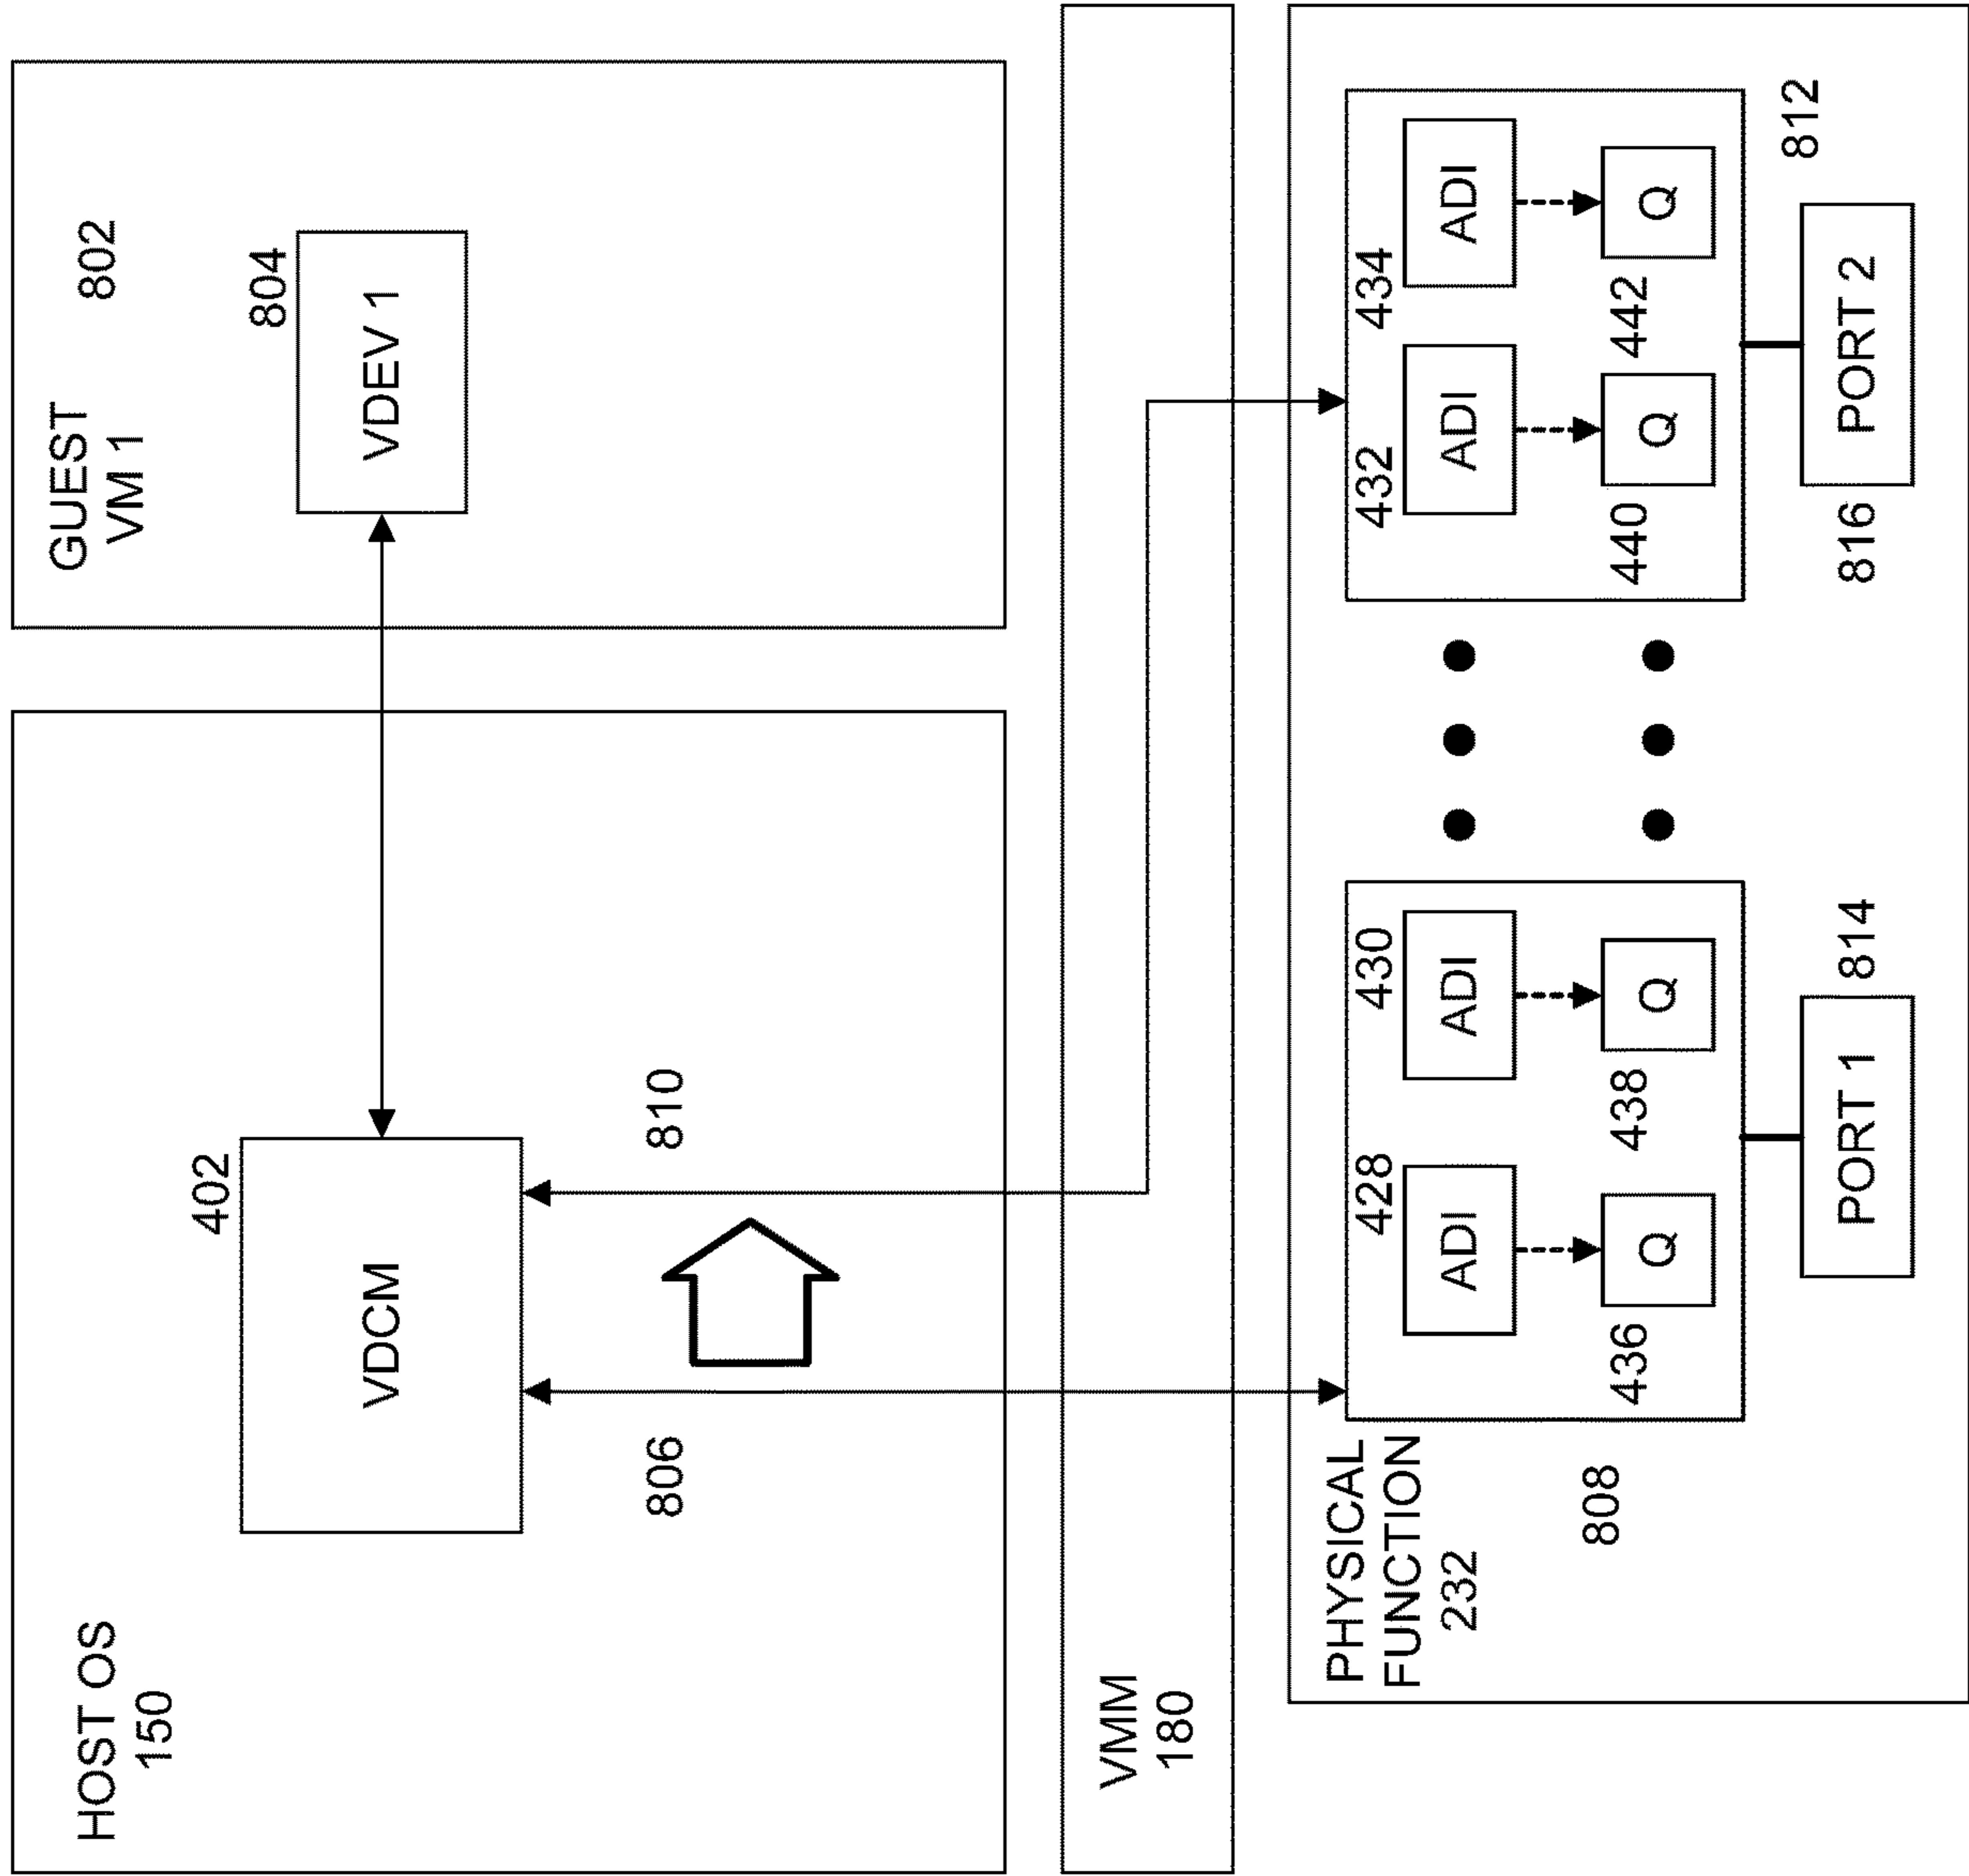 HOST OS
150
402
VDCM
806
810
GUEST
VM 1
802
804
VDEV 1
VMM
180
PHYSICAL
FUNCTION
232
808
428
ADI
430
ADI
436
Q
438
Q
PORT 1
814
432
ADI
434
ADI
440
Q
442
Q
816
PORT 2
812